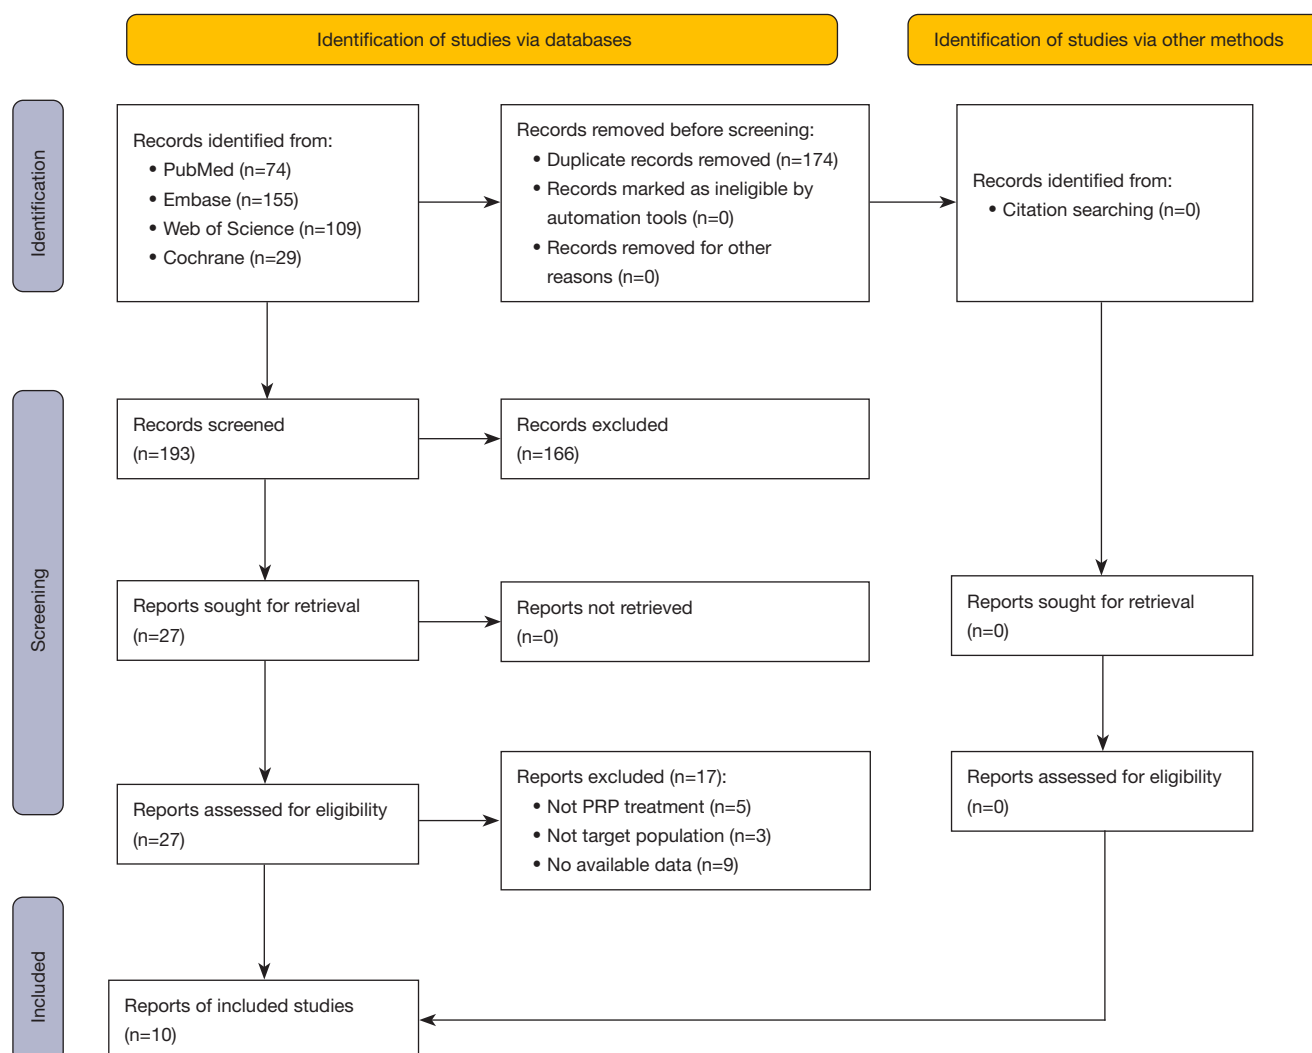 Identification of studies via databases
Identification of studies via other methods
Identification
Records identified from:
• PubMed (n=74)
• Embase (n=155)
• Web of Science (n=109)
• Cochrane (n=29)
Records removed before screening:
• Duplicate records removed (n=174)
• Records marked as ineligible by
automation tools (n=0)
• Records removed for other
reasons (n=0)
Records identified from:
• Citation searching (n=0)
Screening
Records screened
(n=193)
Records excluded
(n=166)
Reports sought for retrieval
(n=27)
Reports not retrieved
(n=0)
Reports sought for retrieval
(n=0)
Reports assessed for eligibility
(n=27)
Reports excluded (n=17):
• Not PRP treatment (n=5)
• Not target population (n=3)
• No available data (n=9)
Reports assessed for eligibility
(n=0)
Included
Reports of included studies
(n=10)